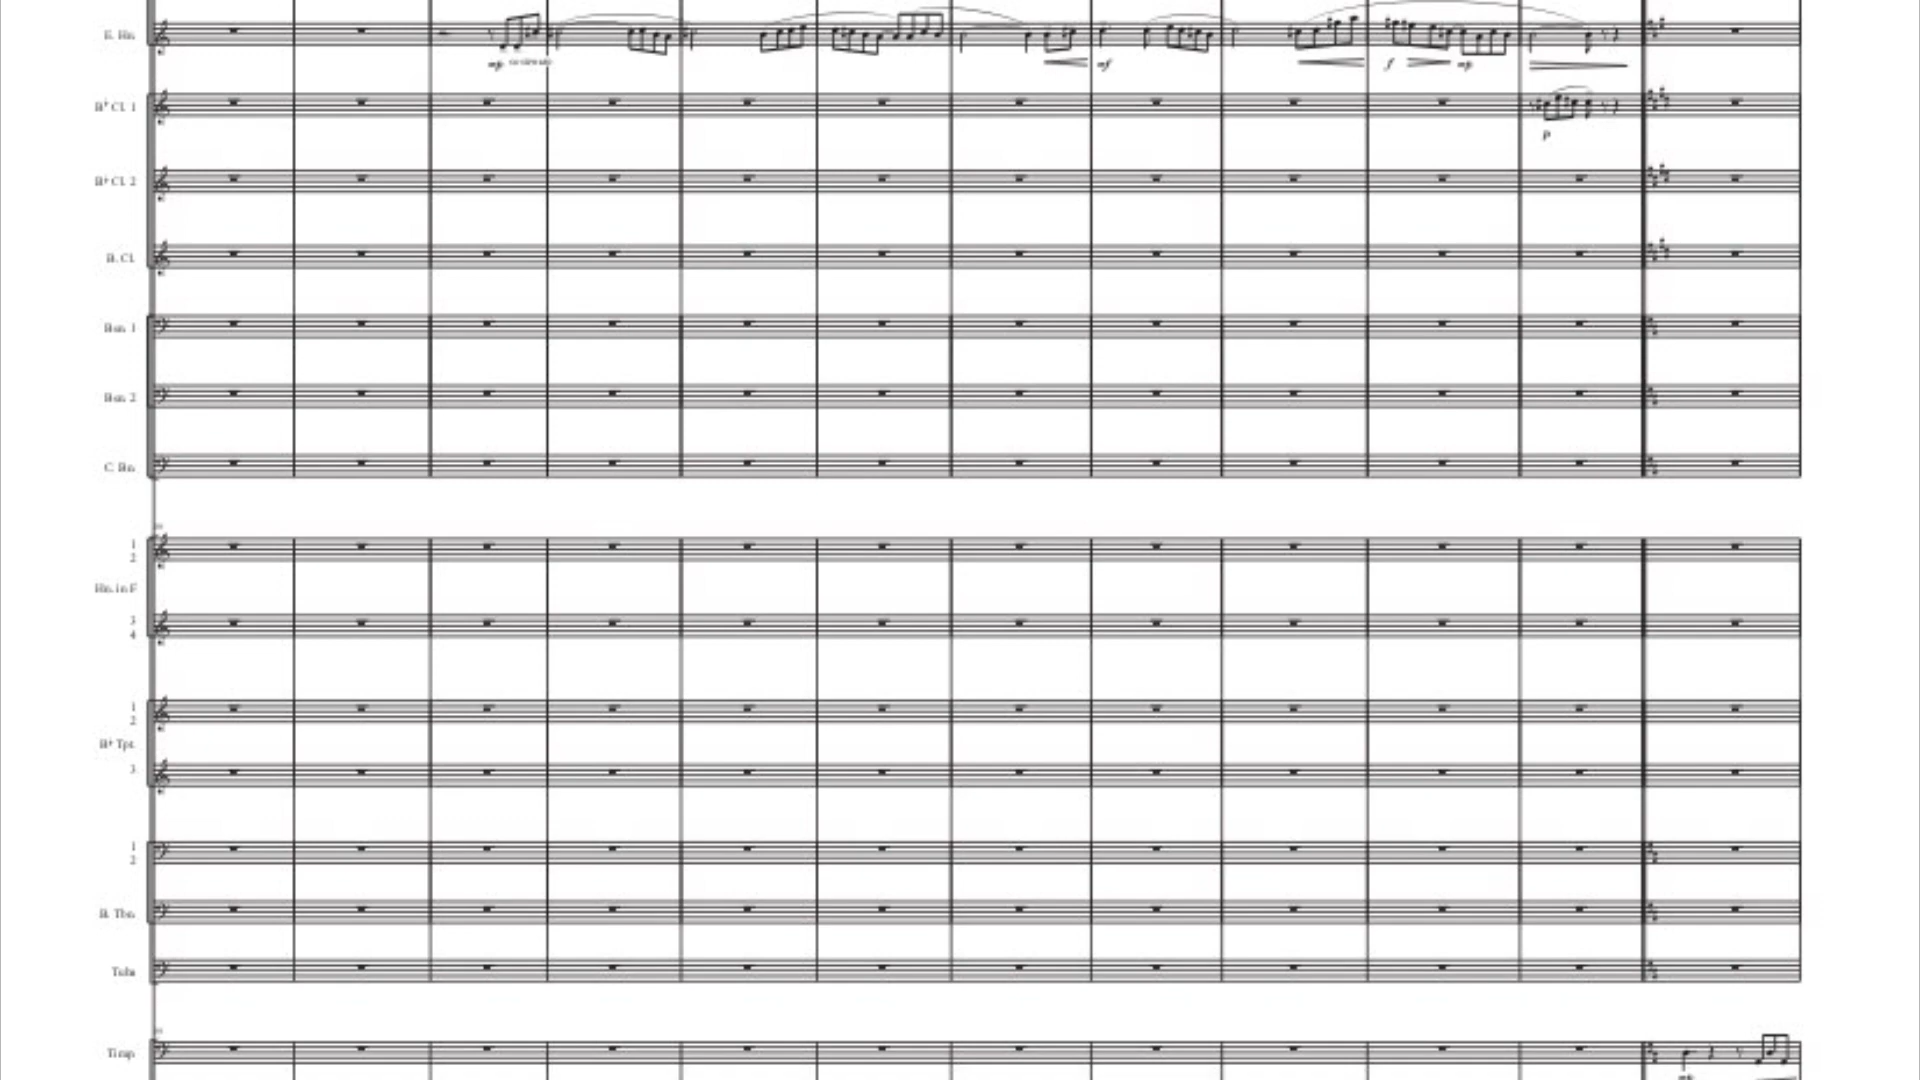 E. Hn.
mp
mf
f
mp
B♭ Cl. 1
p
B♭ Cl. 2
B. Cl.
Bsn. 1
Bsn. 2
C. Bn.
1
2
Hn. in F
3
4
1
2
B♭ Tpt.
3
1
2
B. Tbn.
Tuba
Timp.